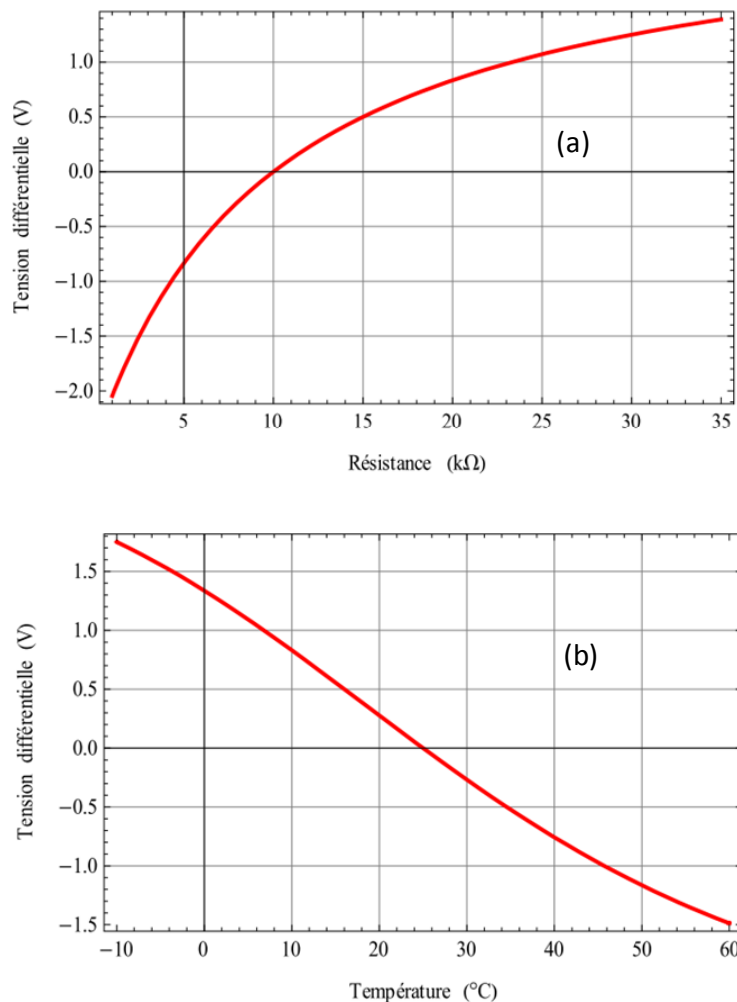 1.0
0.5
0.0
−0.5
−1.0
−1.5
−2.0
Tension différentielle (V)
(a)
5 10 15 20 25 30 35
Résistance (kΩ)
1.5
1.0
0.5
0.0
−0.5
−1.0
−1.5
Tension différentielle (V)
(b)
−10 0 10 20 30 40 50 60
Température (°C)